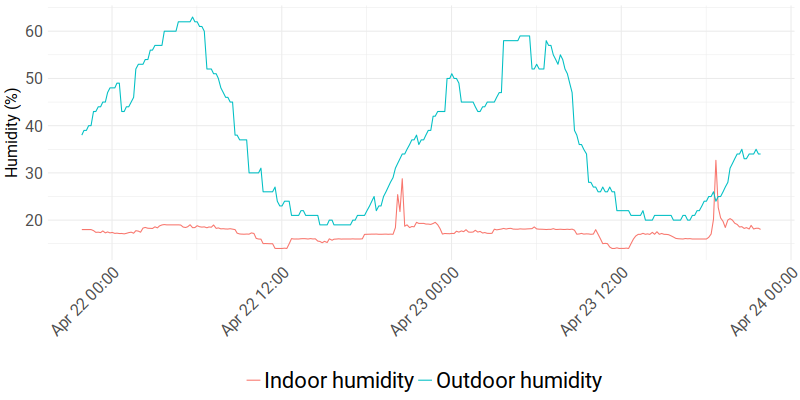 Humidity (%)
60
50
40
30
20
Apr 22 00:00
Apr 22 12:00
Apr 23 00:00
Apr 23 12:00
Apr 24 00:00
Indoor humidity
Outdoor humidity